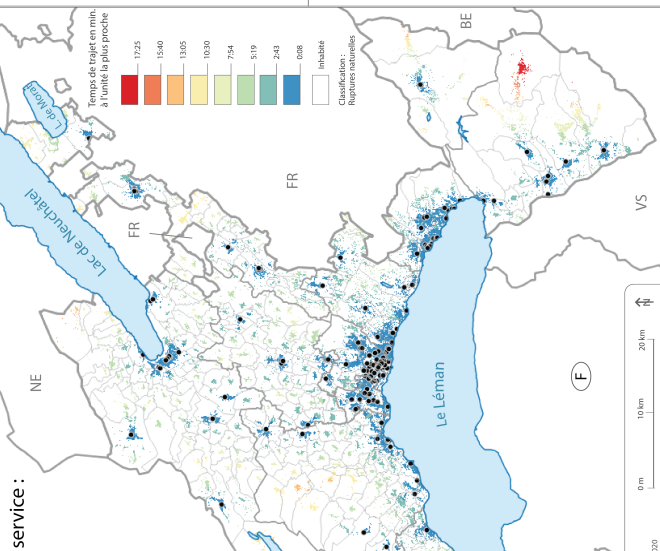 service :
Temps de trajet en min.
à l'unité la plus proche
17:25
15:40
13:05
10:30
7:54
5:19
2:43
0:08
Inhabité
Classification :
Ruptures naturelles
L. de Morat
Lac de Neuchâtel
Le Léman
NE
FR
FR
BE
VS
F
N
0 m
10 km
20 km
20